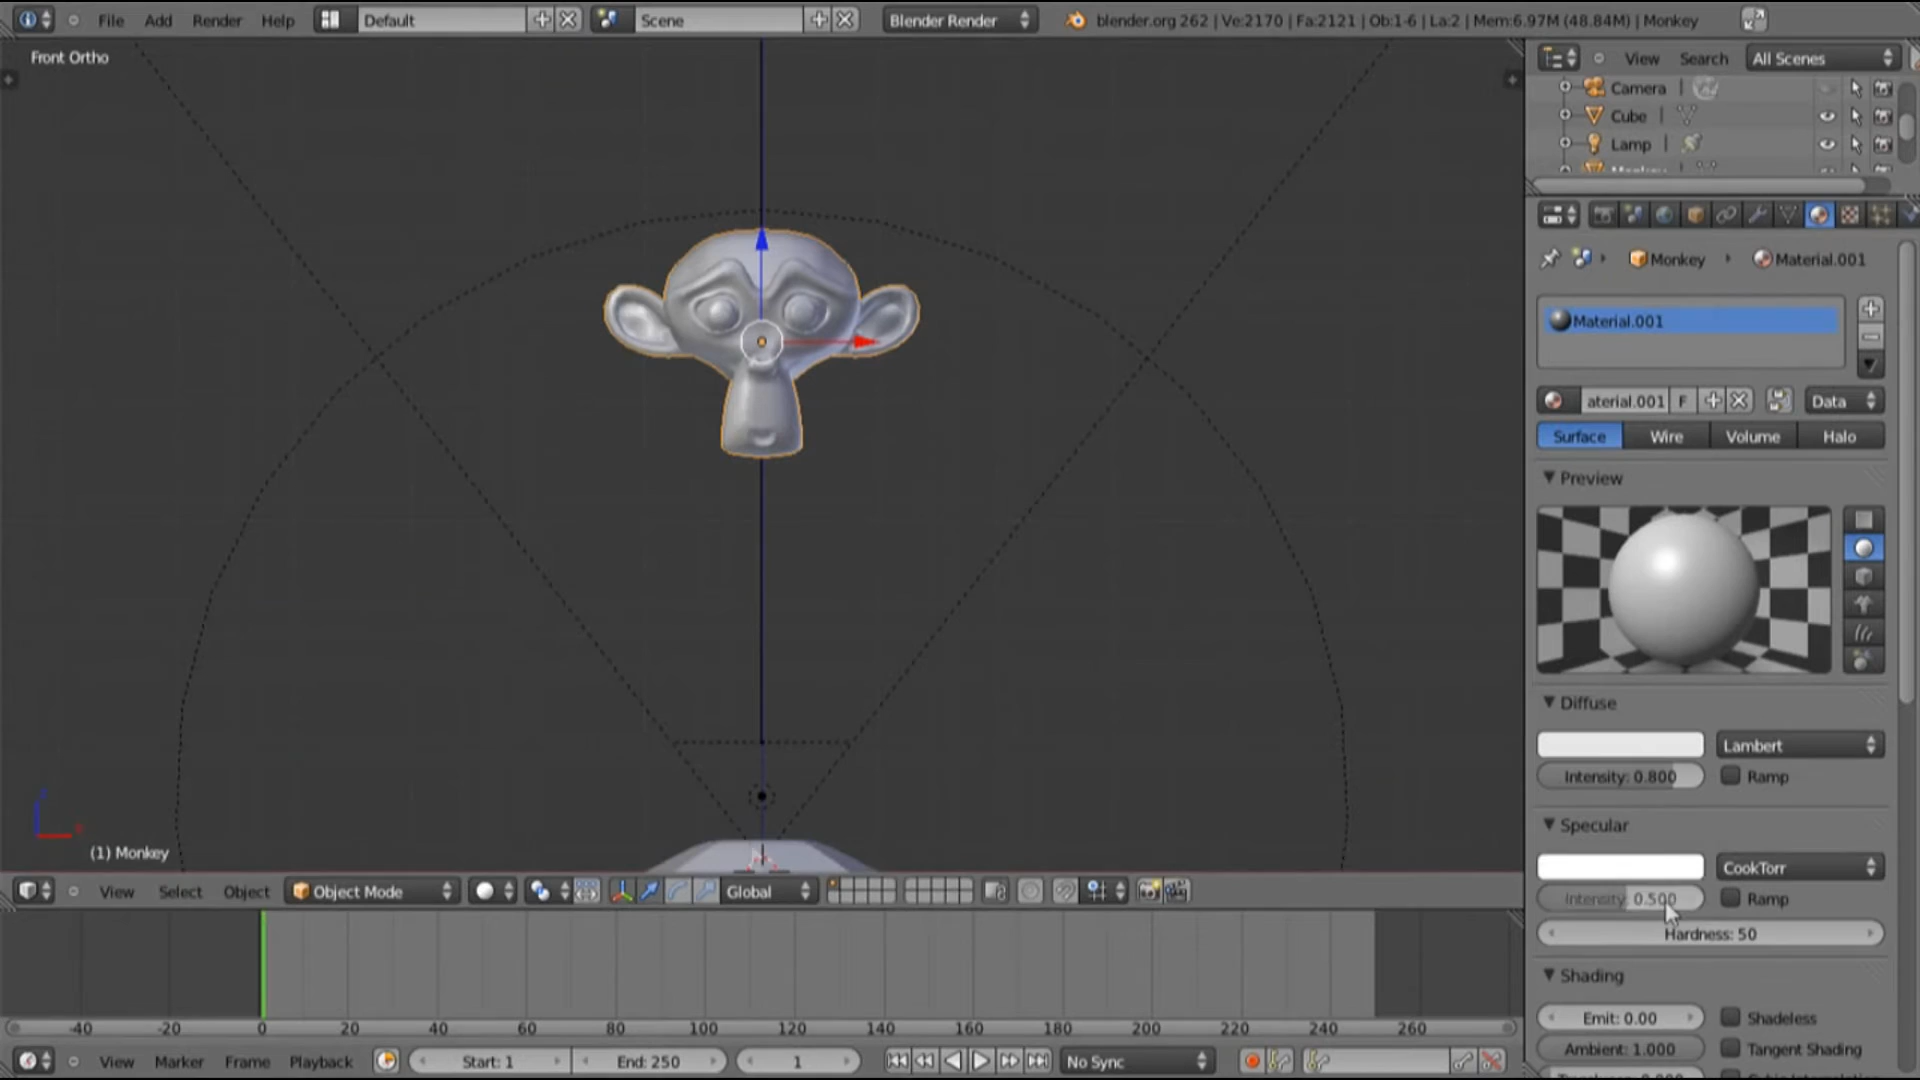 File Add Render Help Default Scene Blender Render blender.org 262 | Ve:2170 | Fa:2121 | Ob:1-6 | La:2 | Mem:6.97M (48.84M) | Monkey
Front Ortho
View Search All Scenes
Camera
Cube
Lamp
Monkey
Monkey Material.001
Material.001
aterial.001 F Data
Surface Wire Volume Halo
Preview
Diffuse
Lambert
Intensity: 0.800 Ramp
Specular
CookTorr
Intensity: 0.500 Ramp
Hardness: 50
Shading
Emit: 0.00 Shadeless
Ambient: 1.000 Tangent Shading
(1) Monkey
View Select Object Object Mode Global
-40 -20 0 20 40 60 80 100 120 140 160 180 200 220 240 260
View Marker Frame Playback Start: 1 End: 250 1 No Sync